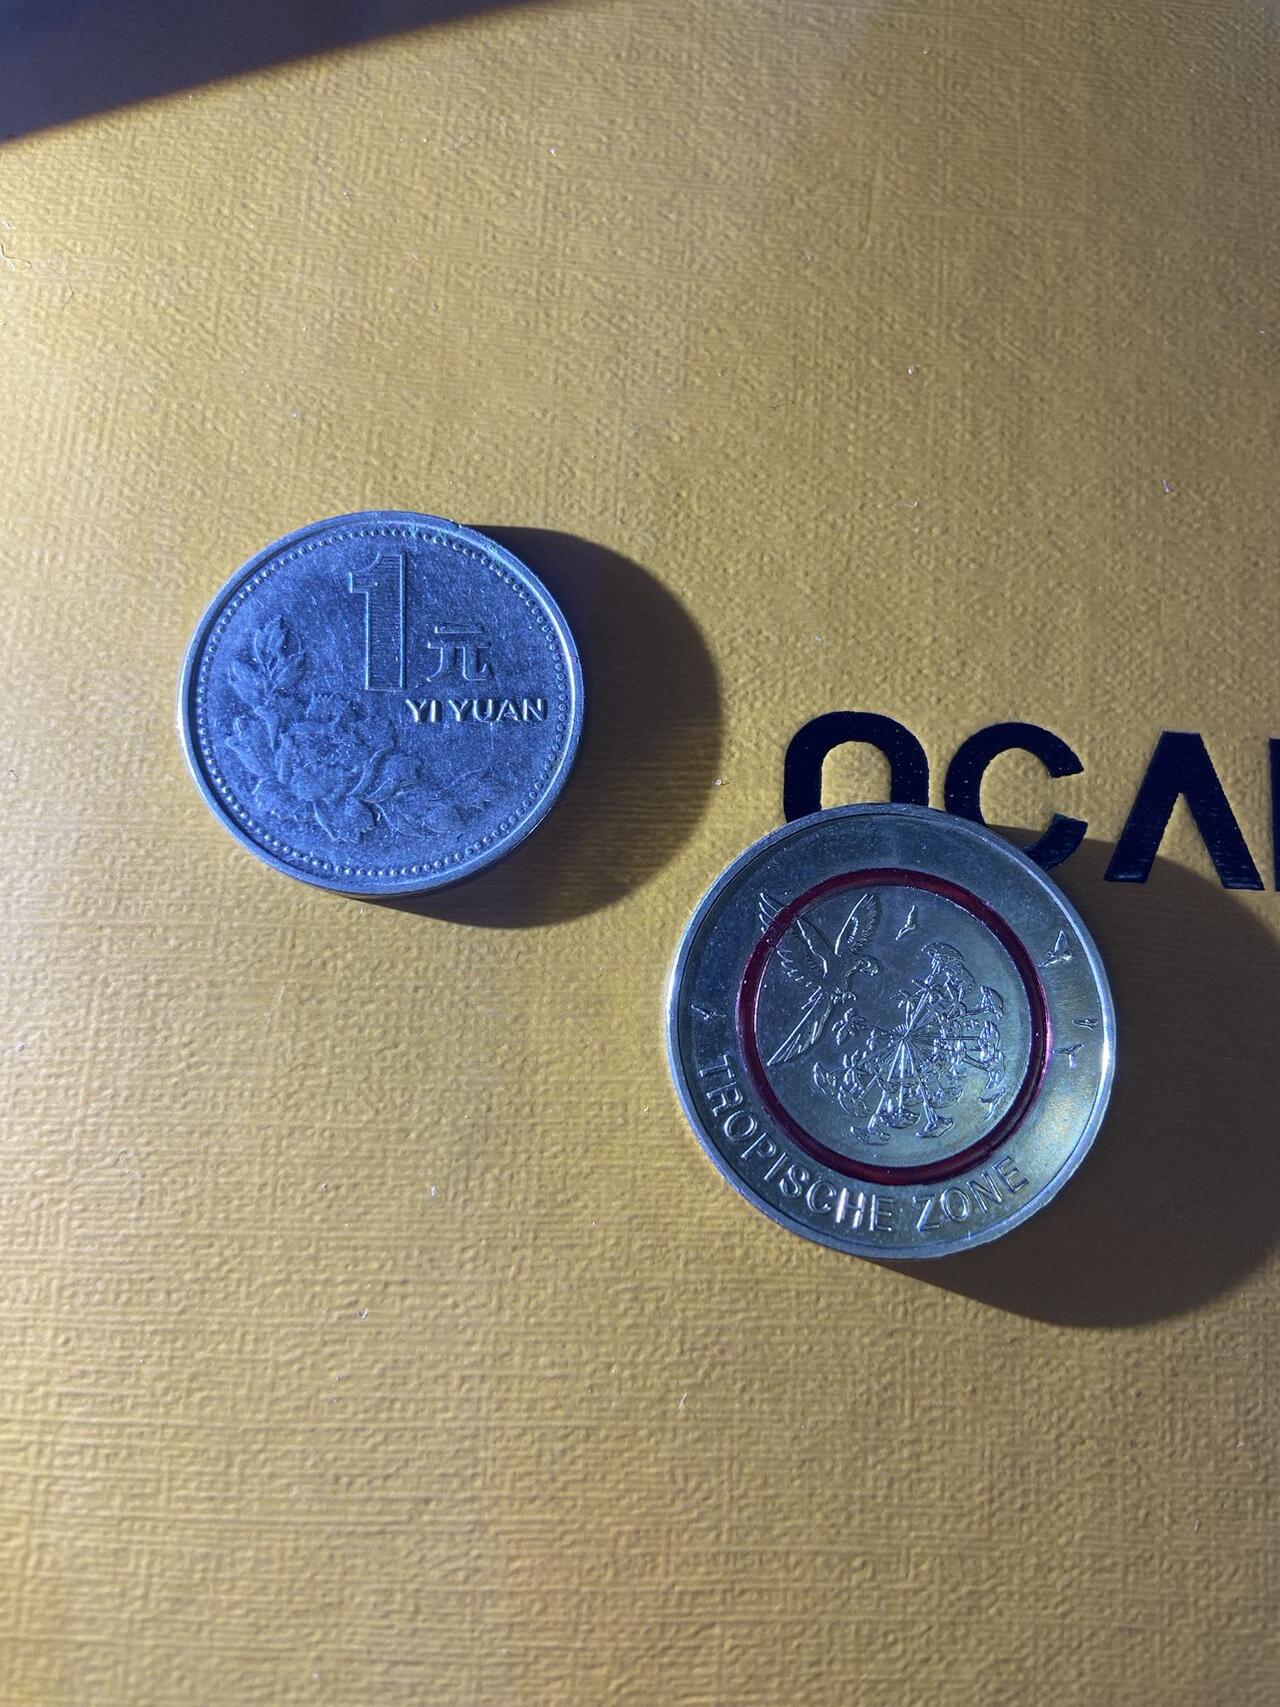 1元
YI YUAN
OCA
TROPISCHE ZONE